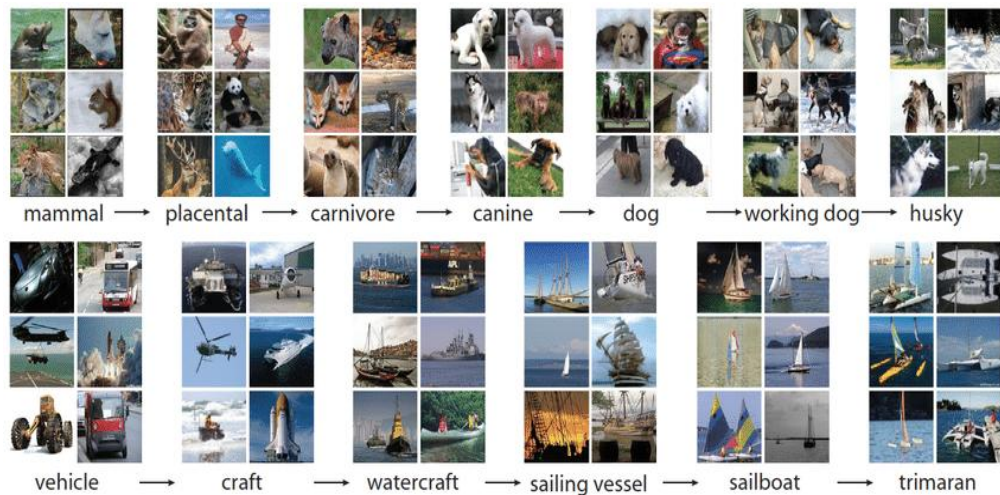 mammal → placental → carnivore → canine → dog → working dog → husky
vehicle → craft → watercraft → sailing vessel → sailboat → trimaran